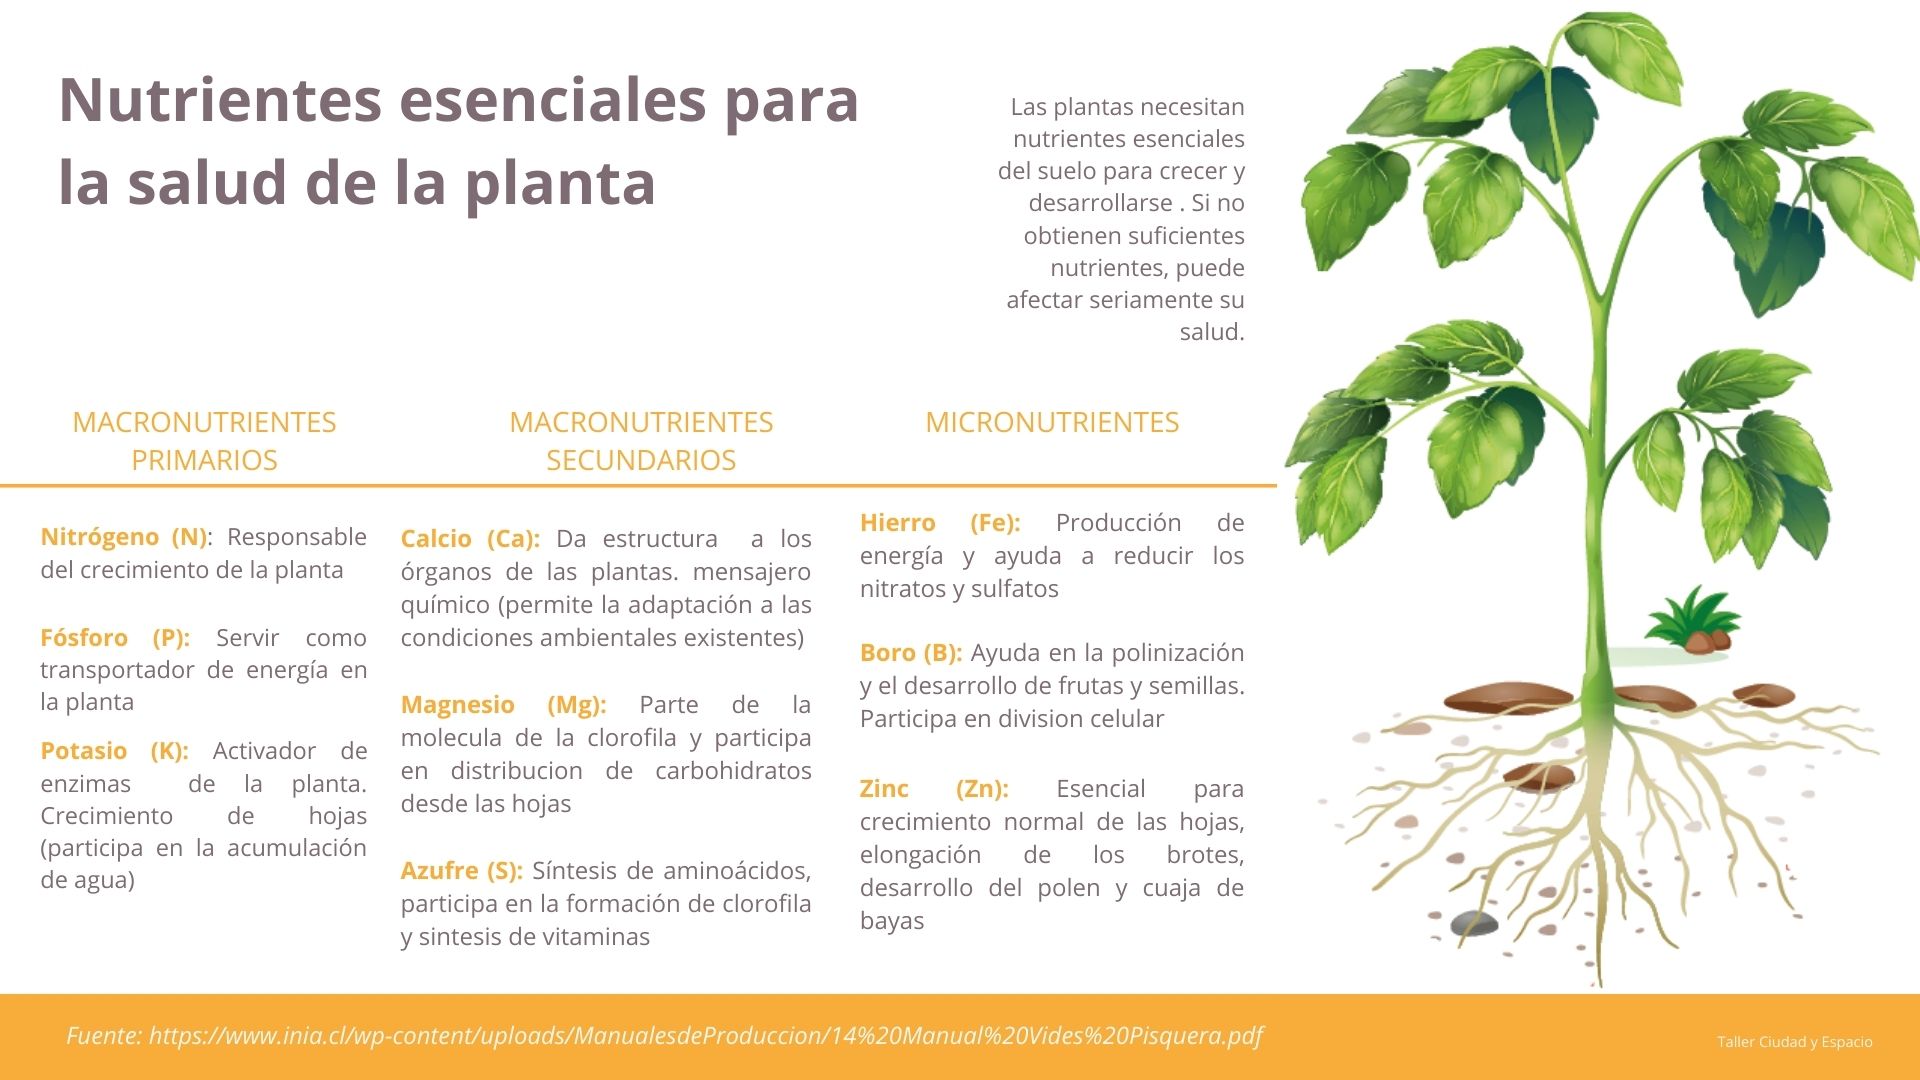 Nutrientes esenciales para
la salud de la planta
Las plantas necesitan
nutrientes esenciales
del suelo para crecer y
desarrollarse . Si no
obtienen suficientes
nutrientes, puede
afectar seriamente su
salud.
MACRONUTRIENTES
PRIMARIOS
Nitrógeno (N): Responsable
del crecimiento de la planta
Fósforo (P): Servir como
transportador de energía en
la planta
Potasio (K): Activador de
enzimas de la planta.
Crecimiento de hojas
(participa en la acumulación
de agua)
MACRONUTRIENTES
SECUNDARIOS
Calcio (Ca): Da estructura a los
órganos de las plantas. mensajero
químico (permite la adaptación a las
condiciones ambientales existentes)
Magnesio (Mg): Parte de la
molecula de la clorofila y participa
en distribucion de carbohidratos
desde las hojas
Azufre (S): Síntesis de aminoácidos,
participa en la formación de clorofila
y sintesis de vitaminas
MICRONUTRIENTES
Hierro (Fe): Producción de
energía y ayuda a reducir los
nitratos y sulfatos
Boro (B): Ayuda en la polinización
y el desarrollo de frutas y semillas.
Participa en division celular
Zinc (Zn): Esencial para
crecimiento normal de las hojas,
elongación de los brotes,
desarrollo del polen y cuaja de
bayas
Fuente: https://www.inia.cl/wp-content/uploads/ManualesdeProduccion/14%20Manual%20Vides%20Pisquera.pdf
Taller Ciudad y Espacio